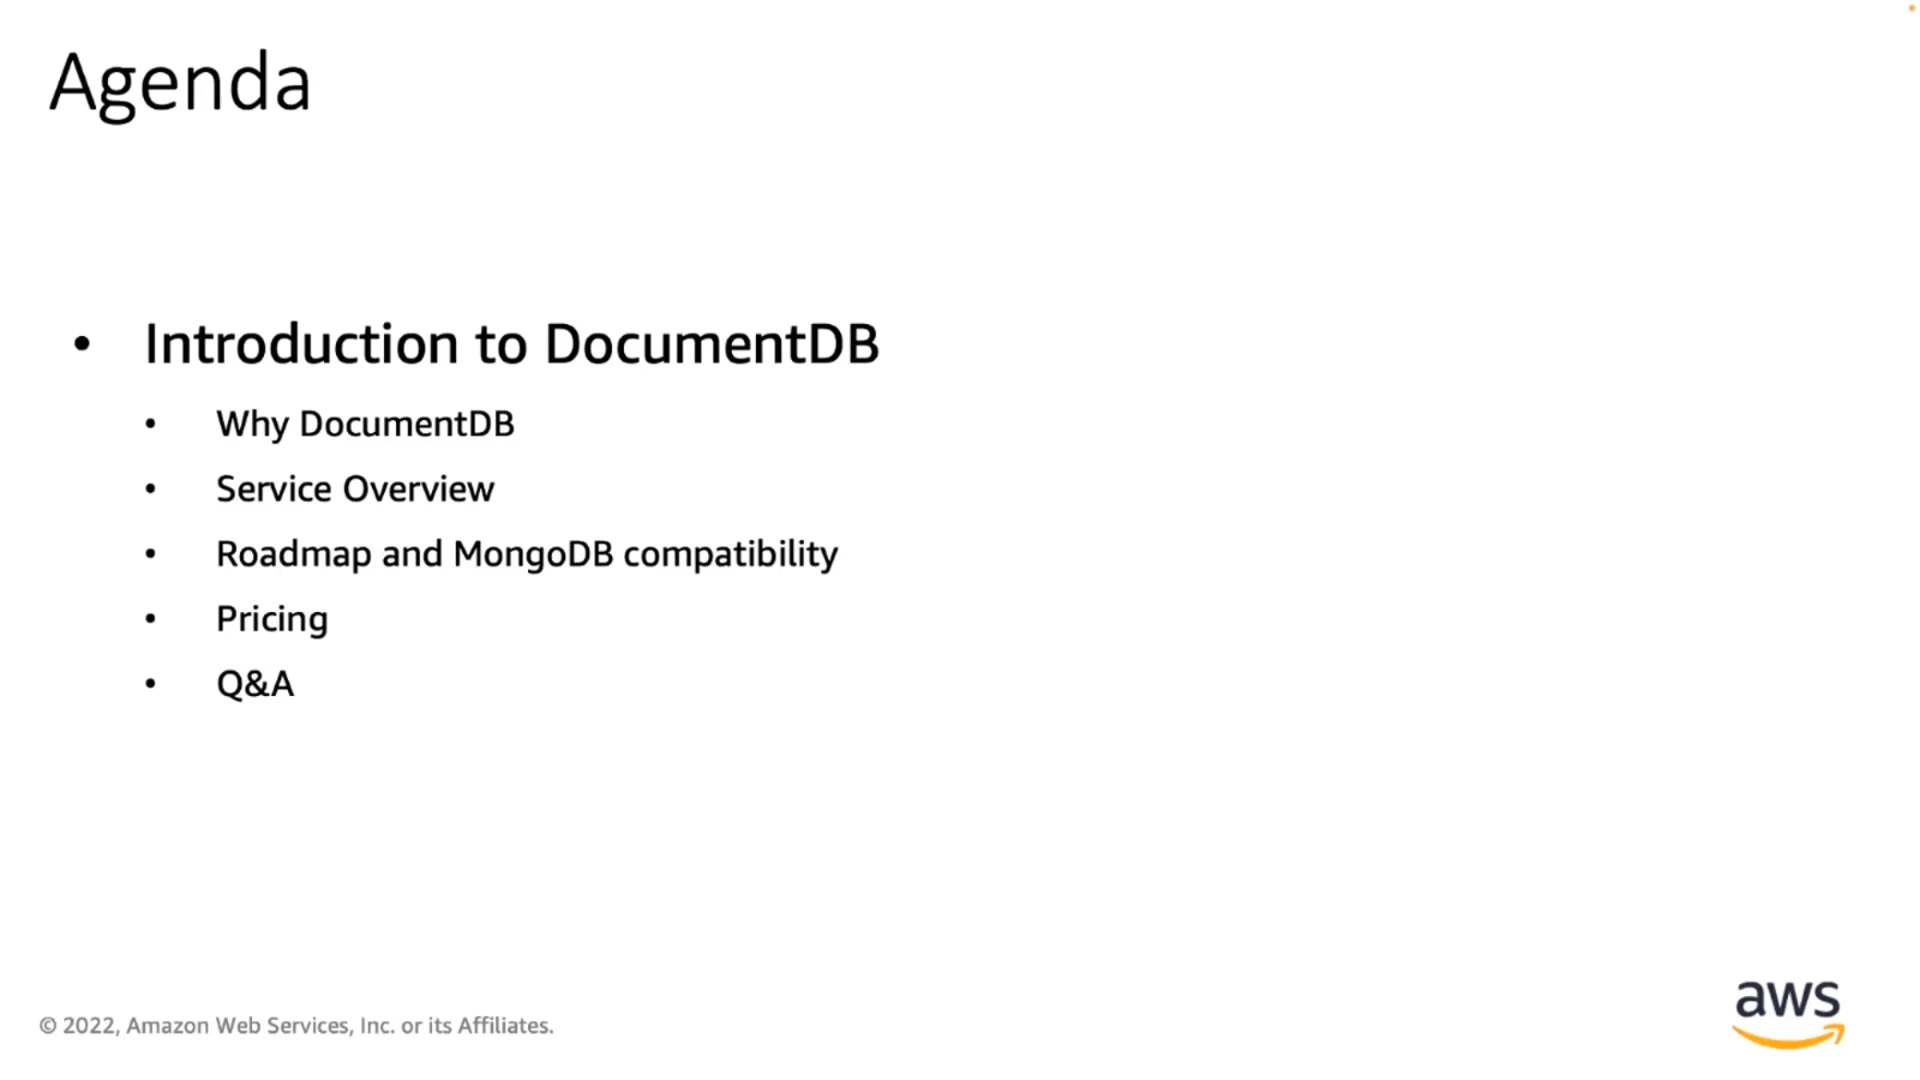 Agenda
• Introduction to DocumentDB
• Why DocumentDB
• Service Overview
• Roadmap and MongoDB compatibility
• Pricing
• Q&A
© 2022, Amazon Web Services, Inc. or its Affiliates.
aws